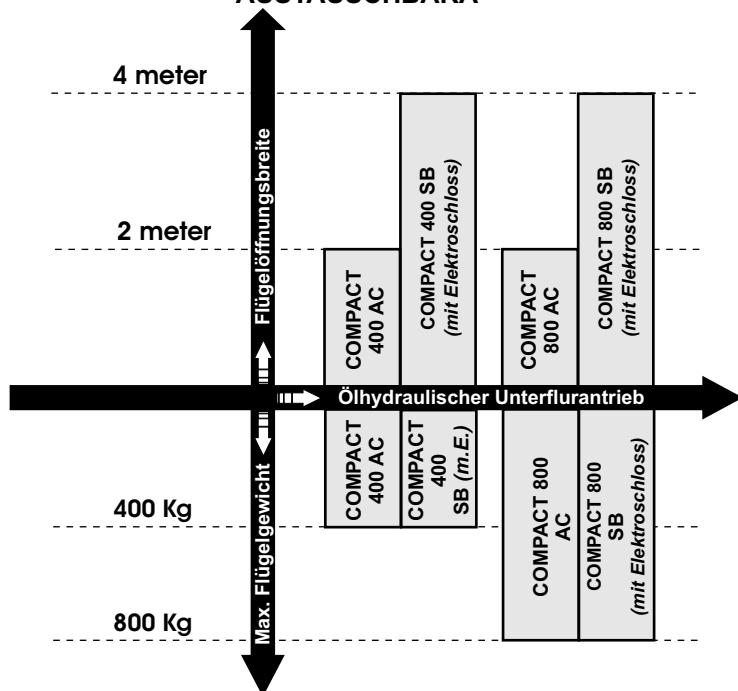 4 meter
2 meter
400 Kg
800 Kg
Flügelöffnungsbreite
Max. Flügelgewicht
Ölhydraulischer Unterflurantrieb
COMPACT
400 AC
COMPACT 400 SB
(mit Elektroschloss)
COMPACT
800 AC
COMPACT 800 SB
(mit Elektroschloss)
COMPACT
400 AC
COMPACT
400
SB (m.E.)
COMPACT 800
AC
COMPACT 800
SB
(mit Elektroschloss)